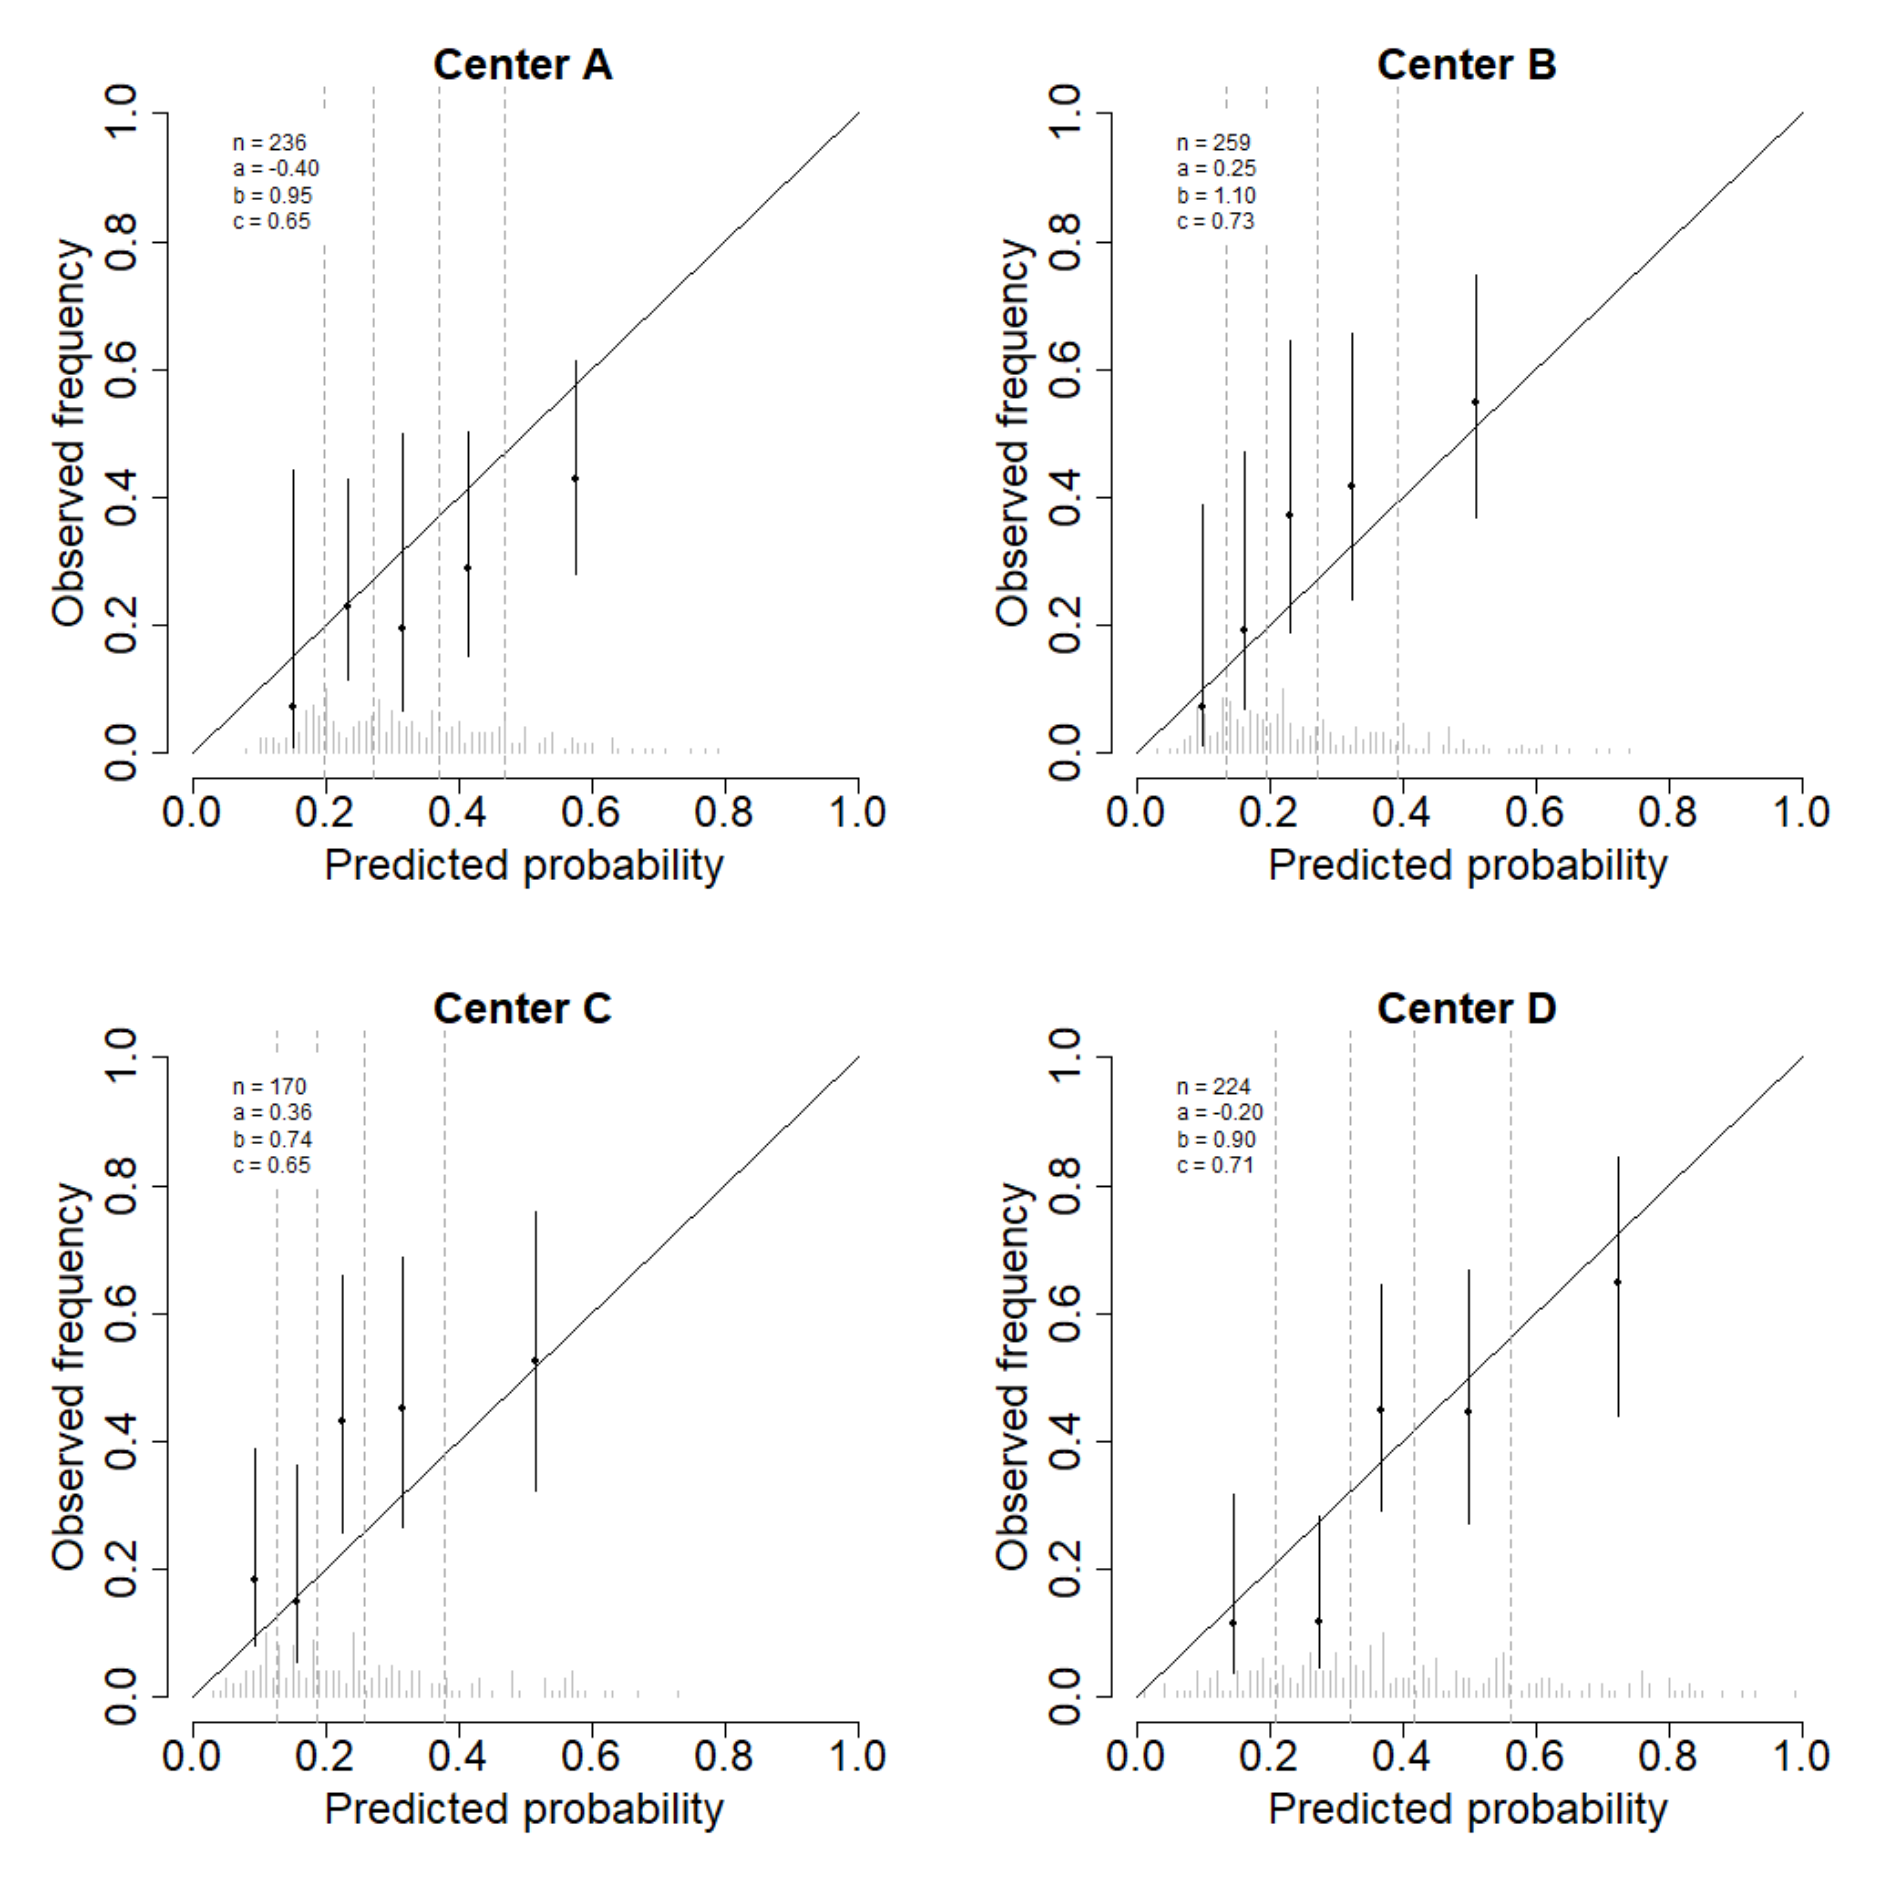 Center A
n = 236
a = -0.40
b = 0.95
c = 0.65
Observed frequency
0.0 0.2 0.4 0.6 0.8 1.0
0.0 0.2 0.4 0.6 0.8 1.0
Predicted probability
Center B
n = 259
a = 0.25
b = 1.10
c = 0.73
Observed frequency
0.0 0.2 0.4 0.6 0.8 1.0
0.0 0.2 0.4 0.6 0.8 1.0
Predicted probability
Center C
n = 170
a = 0.36
b = 0.74
c = 0.65
Observed frequency
0.0 0.2 0.4 0.6 0.8 1.0
0.0 0.2 0.4 0.6 0.8 1.0
Predicted probability
Center D
n = 224
a = -0.20
b = 0.90
c = 0.71
Observed frequency
0.0 0.2 0.4 0.6 0.8 1.0
0.0 0.2 0.4 0.6 0.8 1.0
Predicted probability